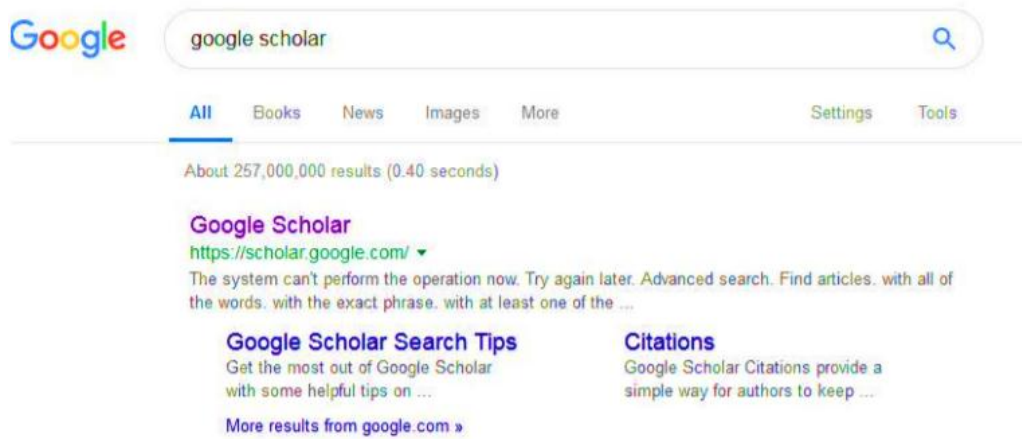 Google google scholar
All Books News Images More Settings Tools
About 257,000,000 results (0.40 seconds)
Google Scholar
https://scholar.google.com/
The system can't perform the operation now. Try again later. Advanced search. Find articles. with all of
the words. with the exact phrase. with at least one of the ...
Google Scholar Search Tips
Get the most out of Google Scholar
with some helpful tips on ...
Citations
Google Scholar Citations provide a
simple way for authors to keep ...
More results from google.com »